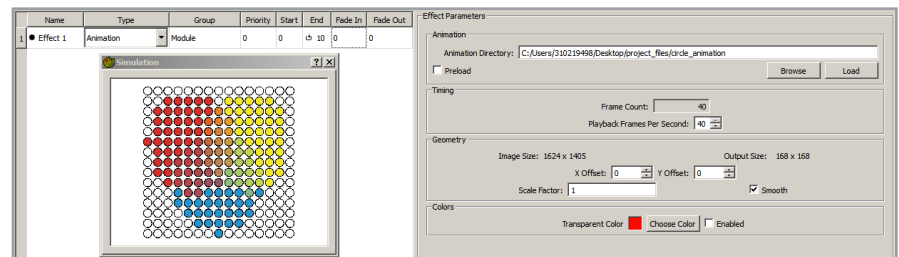 Name Type Group Priority Start End Fade In Fade Out
1 Effect 1 Animation Module 0 0 10 0 0
Simulation
Effect Parameters
Animation
Animation Directory: C:/Users/310219498/Desktop/project_files/circle_animation
Preload Browse Load
Timing
Frame Count: 40
Playback Frames Per Second: 40
Geometry
Image Size: 1624 x 1405 Output Size: 168 x 168
X Offset: 0 Y Offset: 0
Scale Factor: 1 Smooth
Colors
Transparent Color Choose Color Enabled